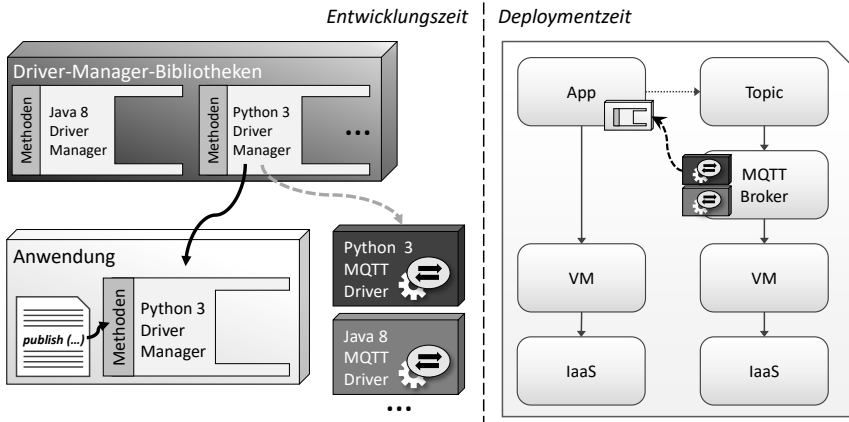 Entwicklungszeit
Deploymentzeit
Driver-Manager-Bibliotheken
Methoden
Java 8
Driver
Manager
Methoden
Python 3
Driver
Manager
...
Anwendung
publish (...)
Methoden
Python 3
Driver
Manager
Python 3
MQTT
Driver
Java 8
MQTT
Driver
...
App
Topic
MQTT
Broker
VM
VM
IaaS
IaaS